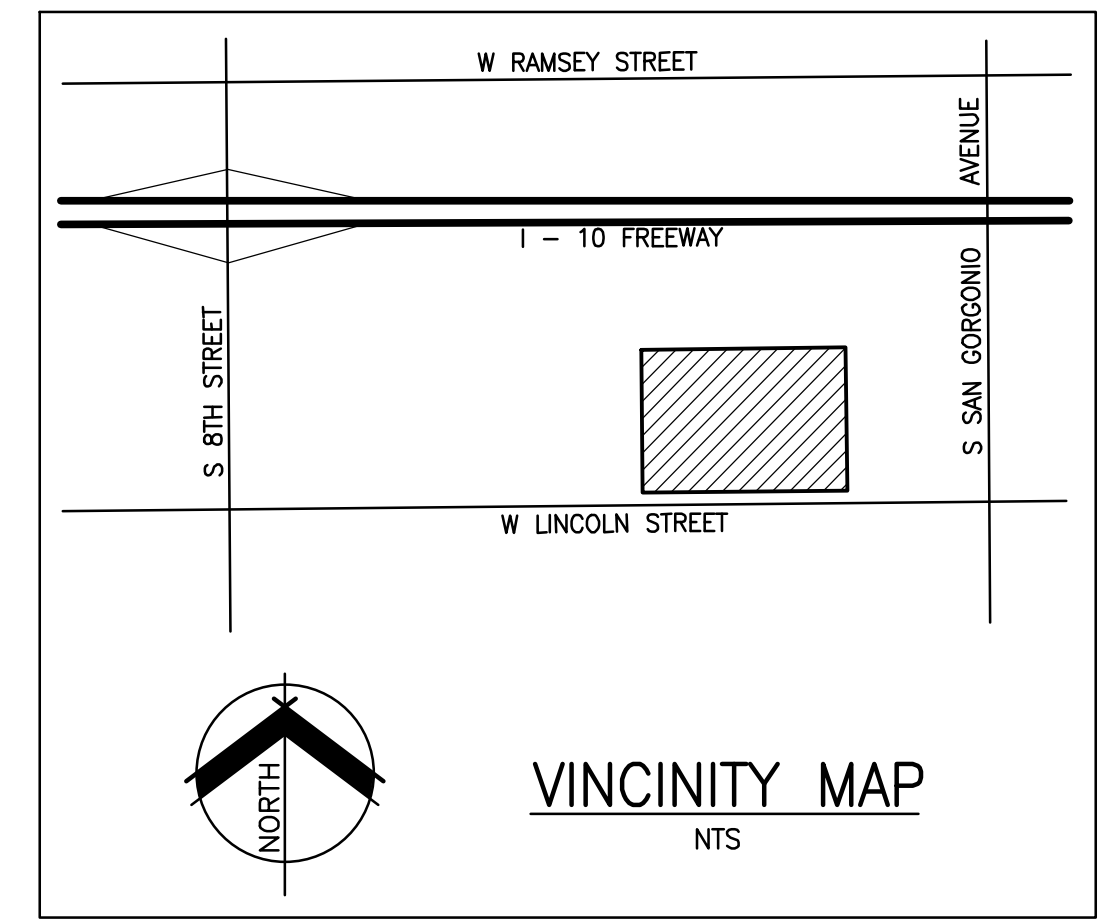 W RAMSEY STREET
S SAN GORGONIO AVENUE
I - 10 FREEWAY
S 8TH STREET
W LINCOLN STREET
NORTH
VINCINITY MAP
NTS